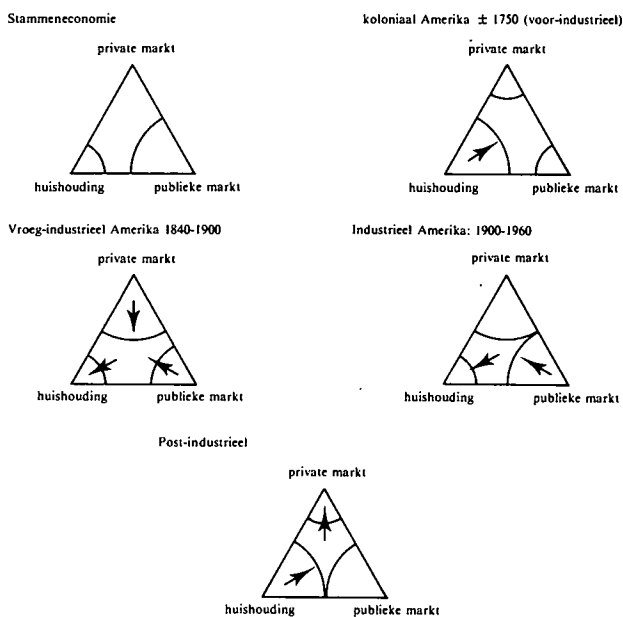 Stammeneconomie
koloniaal Amerika ± 1750 (voor-industrieel)
private markt
private markt
huishouding publieke markt
huishouding publieke markt
Vroeg-industrieel Amerika 1840-1900
Industrieel Amerika: 1900-1960
private markt
private markt
huishouding publieke markt
huishouding publieke markt
Post-industrieel
private markt
huishouding publieke markt